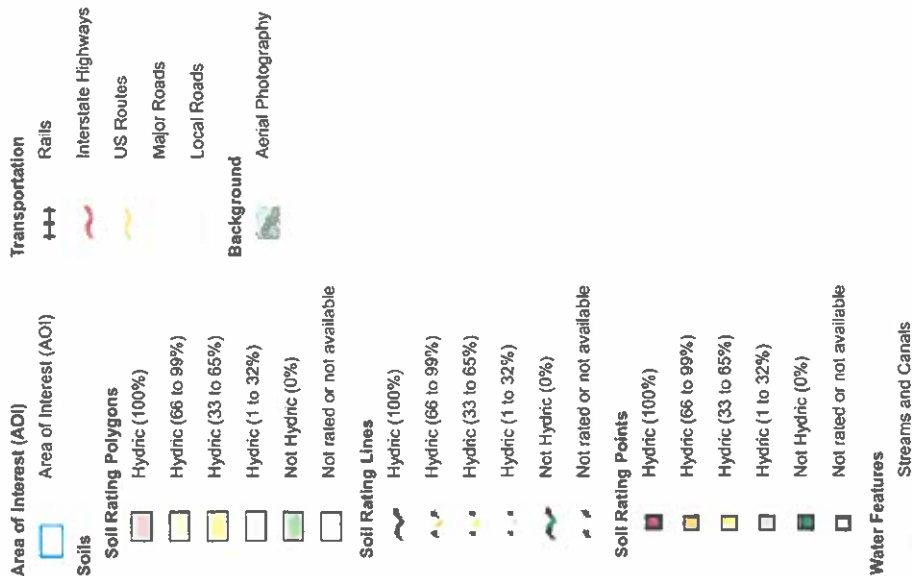 Area of Interest (AOI)
Area of Interest (AOI)
Soils
Soil Rating Polygons
Hydric (100%)
Hydric (66 to 99%)
Hydric (33 to 65%)
Hydric (1 to 32%)
Not Hydric (0%)
Not rated or not available
Soil Rating Lines
Hydric (100%)
Hydric (66 to 99%)
Hydric (33 to 65%)
Hydric (1 to 32%)
Not Hydric (0%)
Not rated or not available
Soil Rating Points
Hydric (100%)
Hydric (66 to 99%)
Hydric (33 to 65%)
Hydric (1 to 32%)
Not Hydric (0%)
Not rated or not available
Water Features
Streams and Canals
Transportation
Rails
Interstate Highways
US Routes
Major Roads
Local Roads
Background
Aerial Photography